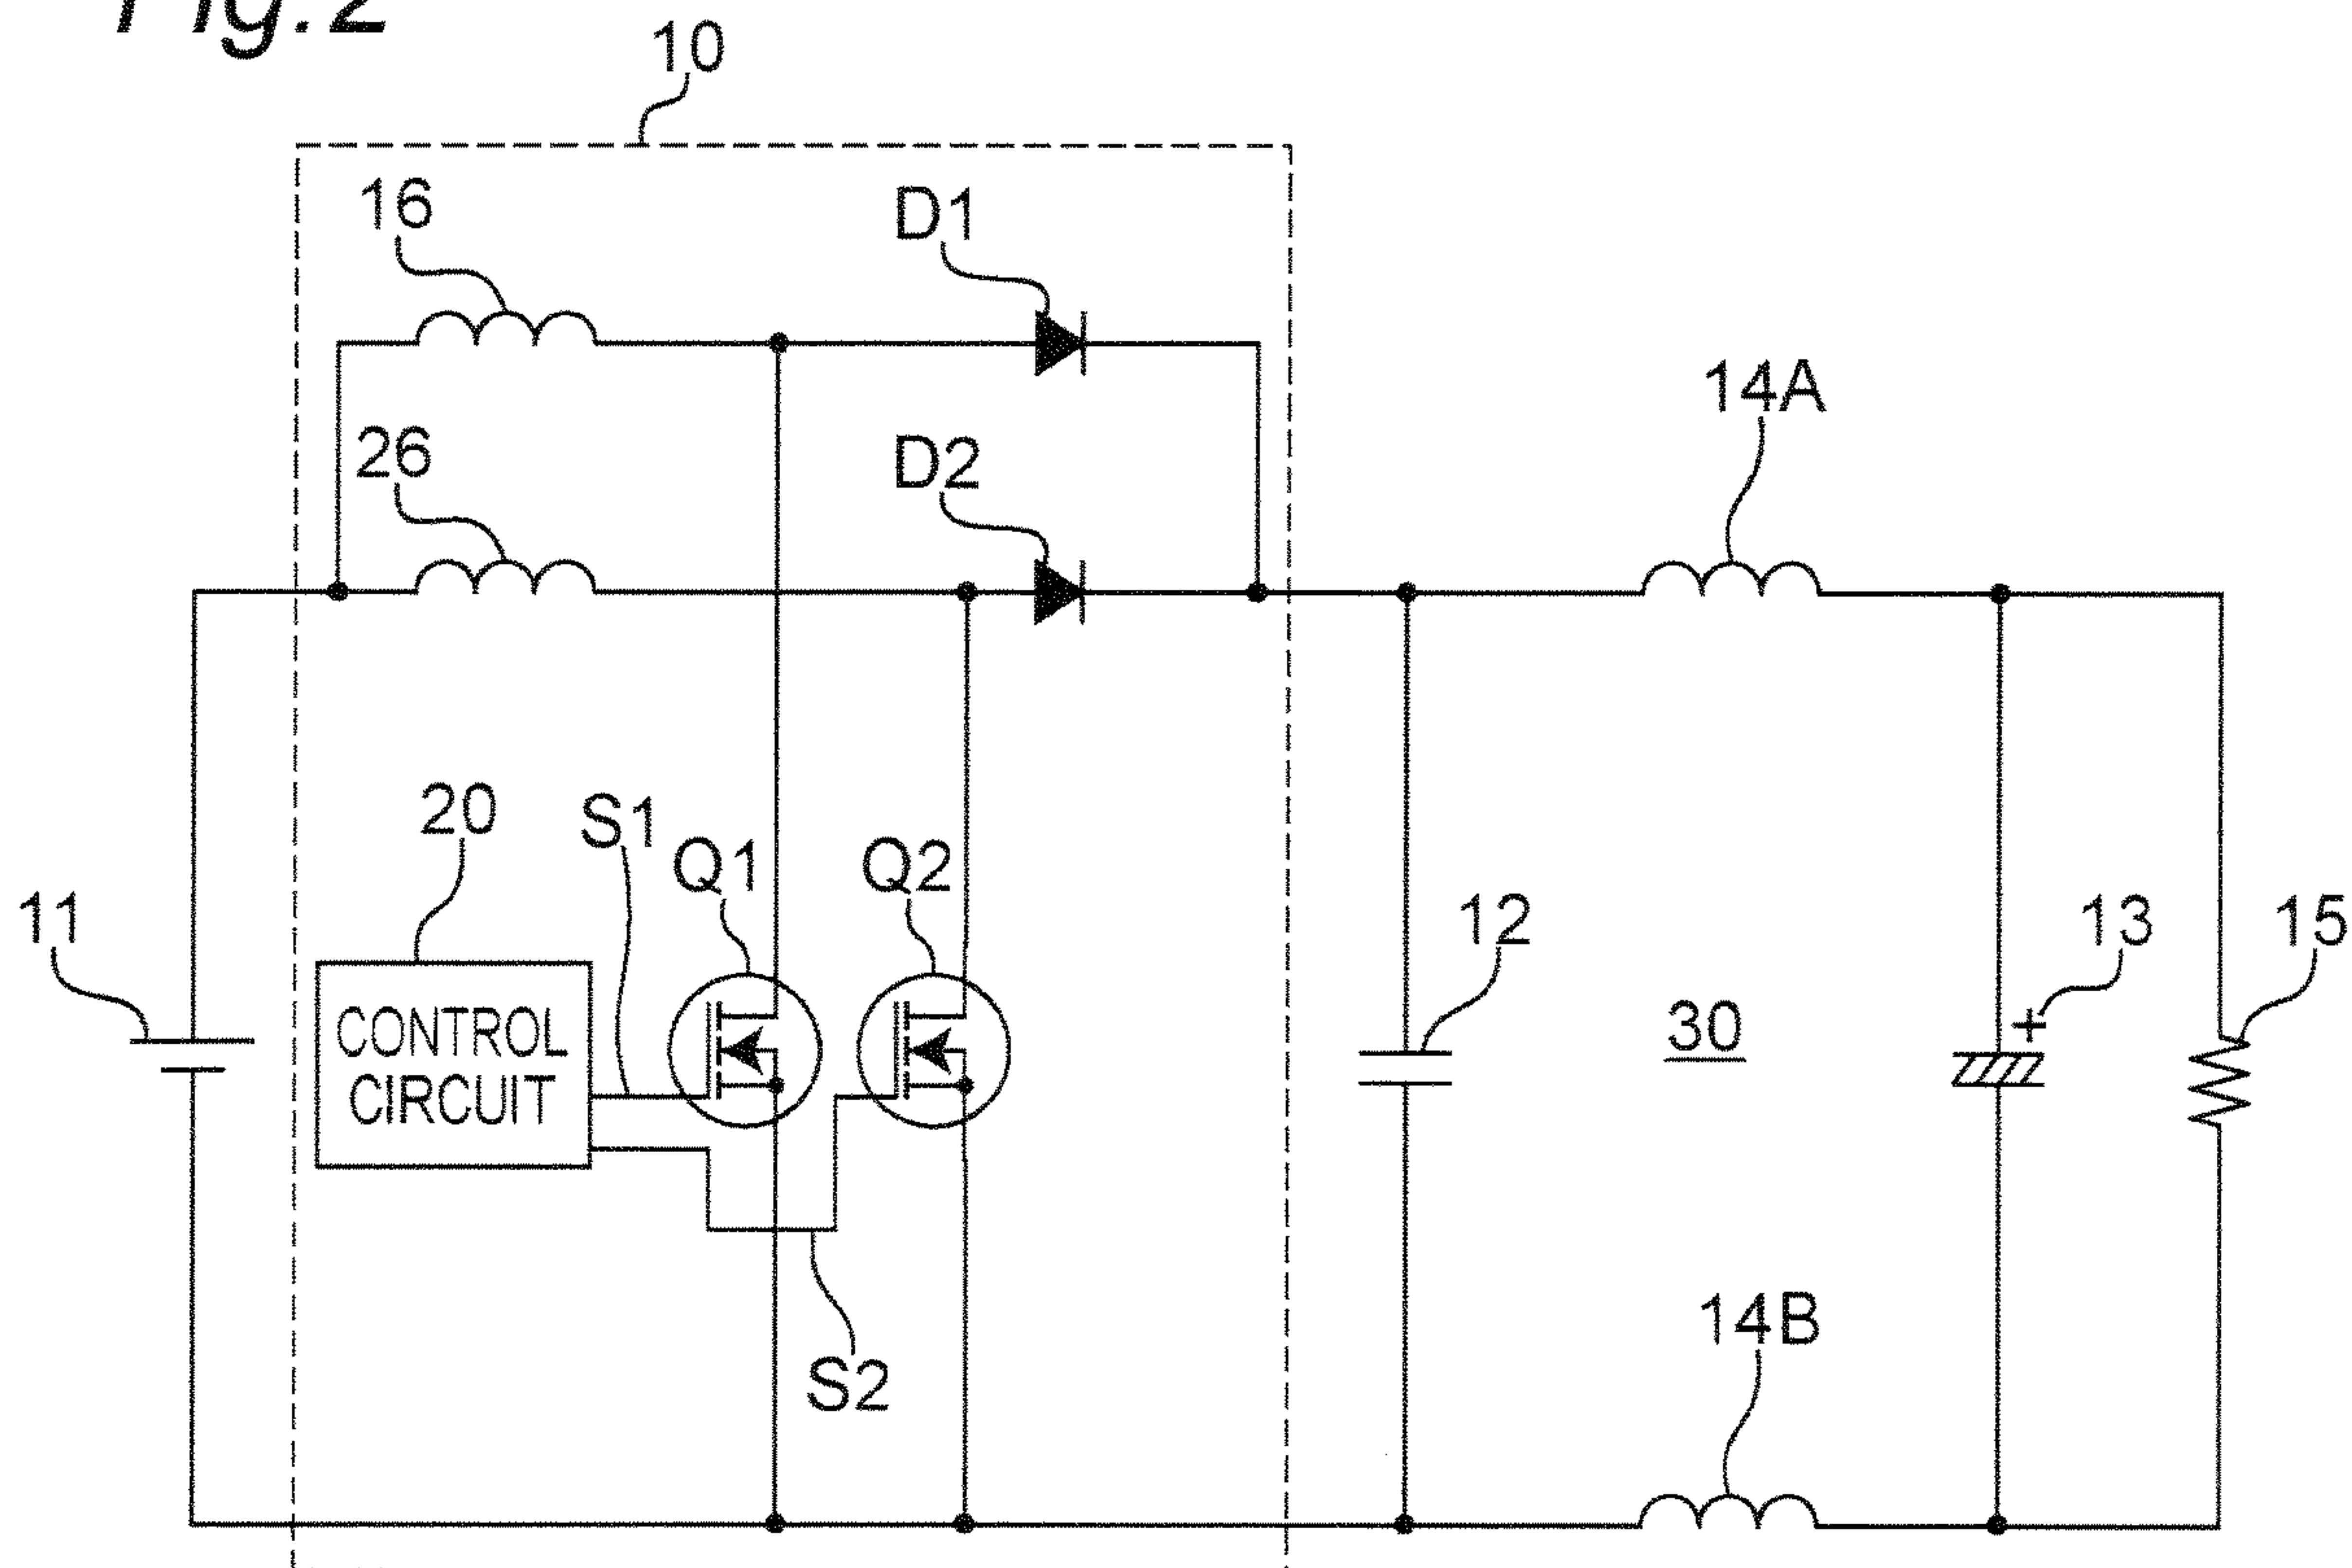 Fig.2
10
16
D1
14A
26
D2
20
S1
Q1
Q2
11
12
13
15
CONTROL
CIRCUIT
30
+
14B
S2